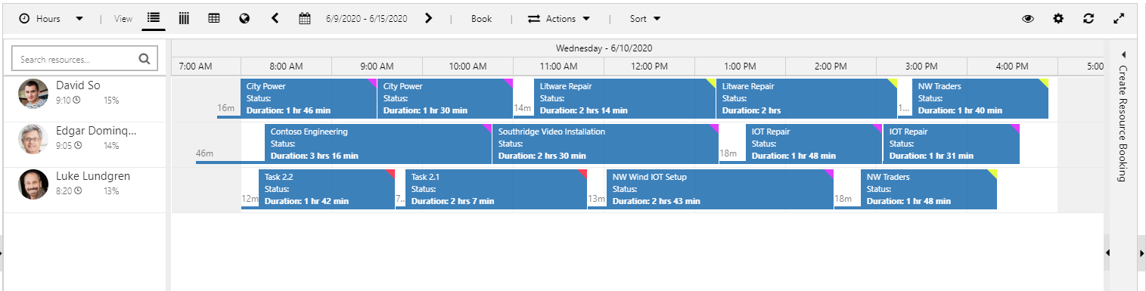 Hours | View 6/9/2020 - 6/15/2020 | Book | Actions | Sort
Search resources...
Wednesday - 6/10/2020
7:00 AM 8:00 AM 9:00 AM 10:00 AM 11:00 AM 12:00 PM 1:00 PM 2:00 PM 3:00 PM 4:00 PM 5:00
David So
9:10 15%
16m
City Power
Status:
Duration: 1 hr 46 min
City Power
Status:
Duration: 1 hr 30 min
14m
Litware Repair
Status:
Duration: 2 hrs 14 min
Litware Repair
Status:
Duration: 2 hrs
1...
NW Traders
Status:
Duration: 1 hr 40 min
Edgar Dominq...
9:05 14%
46m
Contoso Engineering
Status:
Duration: 3 hrs 16 min
Southridge Video Installation
Status:
Duration: 2 hrs 30 min
18m
IOT Repair
Status:
Duration: 1 hr 48 min
IOT Repair
Status:
Duration: 1 hr 31 min
Luke Lundgren
8:20 13%
12m
Task 2.2
Status:
Duration: 1 hr 42 min
7...
Task 2.1
Status:
Duration: 2 hrs 7 min
13m
NW Wind IOT Setup
Status:
Duration: 2 hrs 43 min
18m
NW Traders
Status:
Duration: 1 hr 48 min
Create Resource Booking